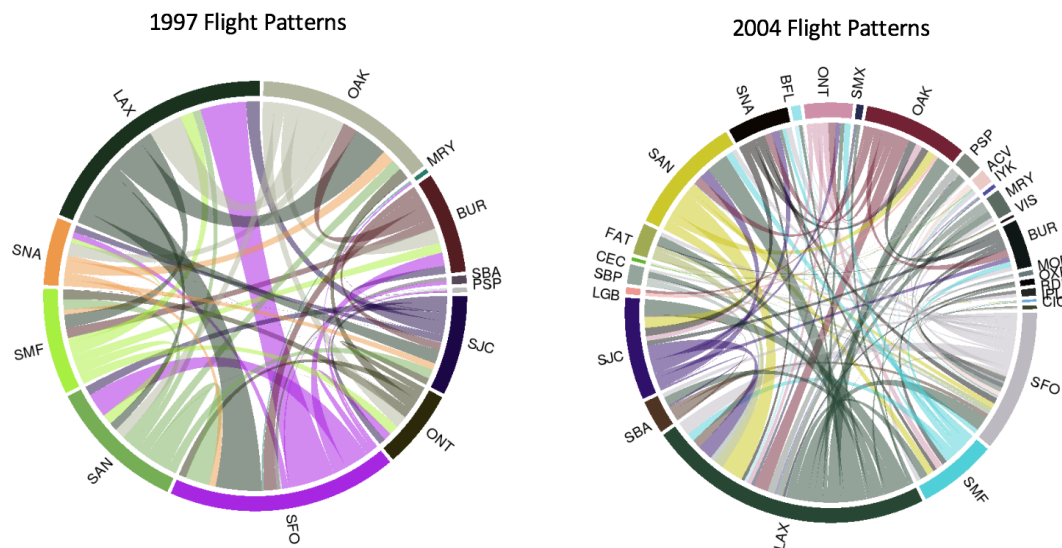 1997 Flight Patterns
LAX
OAK
MRY
BUR
SBA
PSP
SJC
ONT
SFO
SAN
SMF
SNA
2004 Flight Patterns
SAN
SNA
BFL
ONT
SMX
OAK
PSP
ACV
IYK
MRY
VIS
BUR
SFO
SMF
LAX
SBA
SJC
LGB
SBP
CEC
FAT